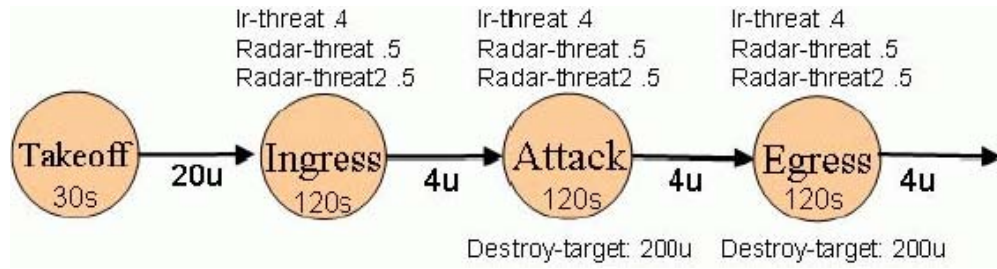 Ir-threat .4
Radar-threat .5
Radar-threat2 .5
Ir-threat .4
Radar-threat .5
Radar-threat2 .5
Ir-threat .4
Radar-threat .5
Radar-threat2 .5
Takeoff
30s
20u
Ingress
120s
4u
Attack
120s
4u
Egress
120s
4u
Destroy-target: 200u
Destroy-target: 200u